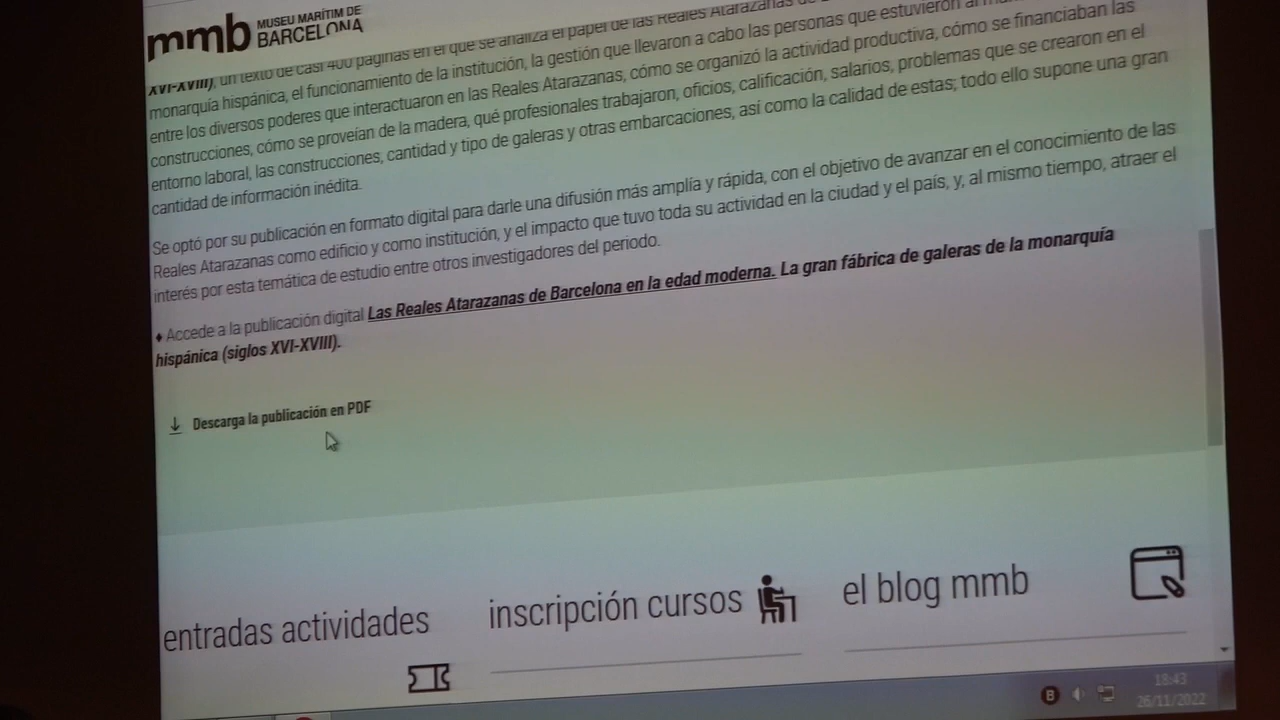 mmb MUSEU MARÍTIM DE
BARCELONA
XVI-XVIII), un texto de casi 400 páginas en el que se analiza el papel de las Reales Atarazanas de
monarquía hispánica, el funcionamiento de la institución, la gestión que llevaron a cabo las personas que estuvieron al
entre los diversos poderes que interactuaron en las Reales Atarazanas, cómo se organizó la actividad productiva, cómo se financiaban las
construcciones, cómo se proveían de la madera, qué profesionales trabajaron, oficios, calificación, salarios, problemas que se crearon en el
entorno laboral, las construcciones, cantidad y tipo de galeras y otras embarcaciones, así como la calidad de estas; todo ello supone una gran
cantidad de información inédita.
Se optó por su publicación en formato digital para darle una difusión más amplía y rápida, con el objetivo de avanzar en el conocimiento de las
Reales Atarazanas como edificio y como institución, y el impacto que tuvo toda su actividad en la ciudad y el país, y, al mismo tiempo, atraer el
interés por esta temática de estudio entre otros investigadores del período.
♦ Accede a la publicación digital Las Reales Atarazanas de Barcelona en la edad moderna. La gran fábrica de galeras de la monarquía
hispánica (siglos XVI-XVIII).
Descarga la publicación en PDF
entradas actividades
inscripción cursos
el blog mmb
B
18:43
26/11/2022